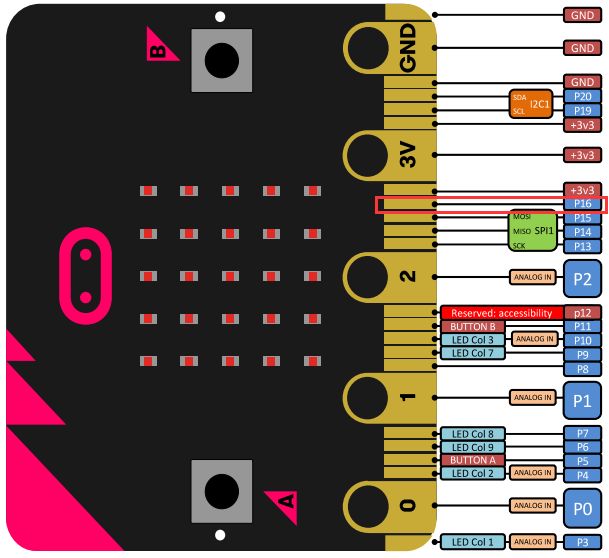 GND
B
GND
GND
GND
SDA
I2C1
P20
SCL
P19
+3v3
3V
+3v3
+3v3
P16
MOSI
P15
MISO
SPI1
P14
SCK
P13
2
ANALOG IN
P2
Reserved: accessibility
p12
BUTTON B
P11
LED Col 3
ANALOG IN
P10
LED Col 7
P9
P8
1
ANALOG IN
P1
LED Col 8
P7
LED Col 9
P6
BUTTON A
P5
LED Col 2
ANALOG IN
P4
A
0
ANALOG IN
P0
LED Col 1
ANALOG IN
P3